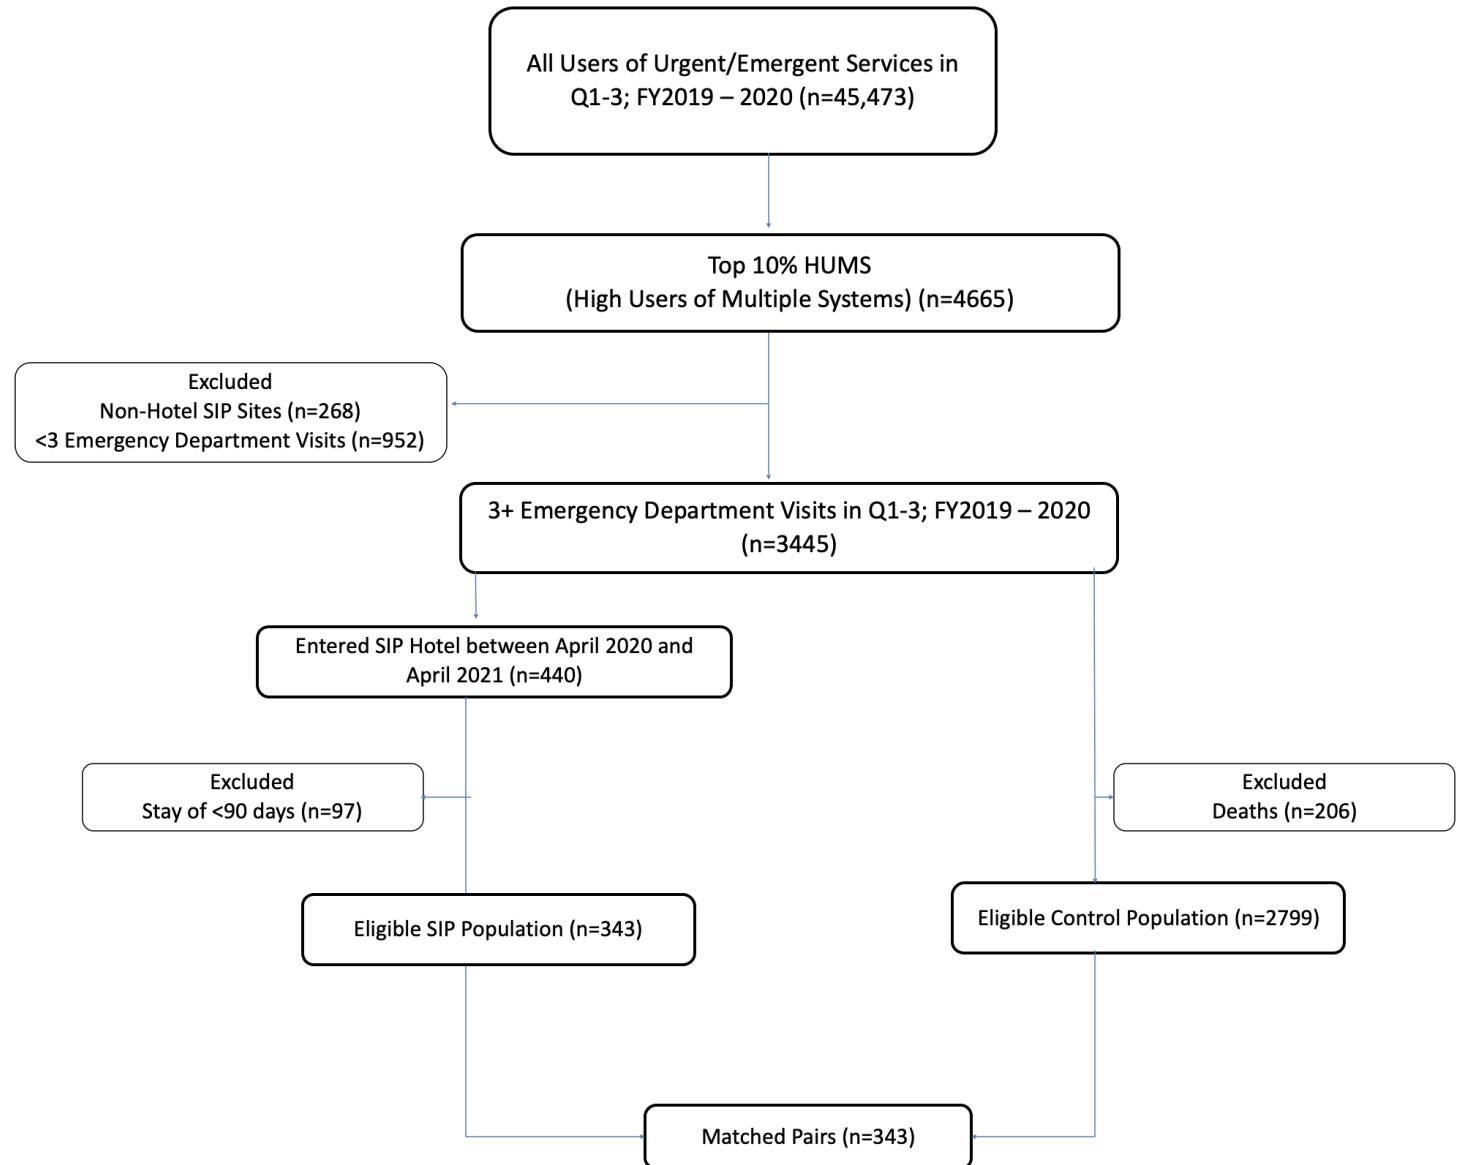 All Users of Urgent/Emergent Services in
Q1-3; FY2019 – 2020 (n=45,473)
Top 10% HUMS
(High Users of Multiple Systems) (n=4665)
Excluded
Non-Hotel SIP Sites (n=268)
<3 Emergency Department Visits (n=952)
3+ Emergency Department Visits in Q1-3; FY2019 – 2020
(n=3445)
Entered SIP Hotel between April 2020 and
April 2021 (n=440)
Excluded
Stay of <90 days (n=97)
Excluded
Deaths (n=206)
Eligible SIP Population (n=343)
Eligible Control Population (n=2799)
Matched Pairs (n=343)